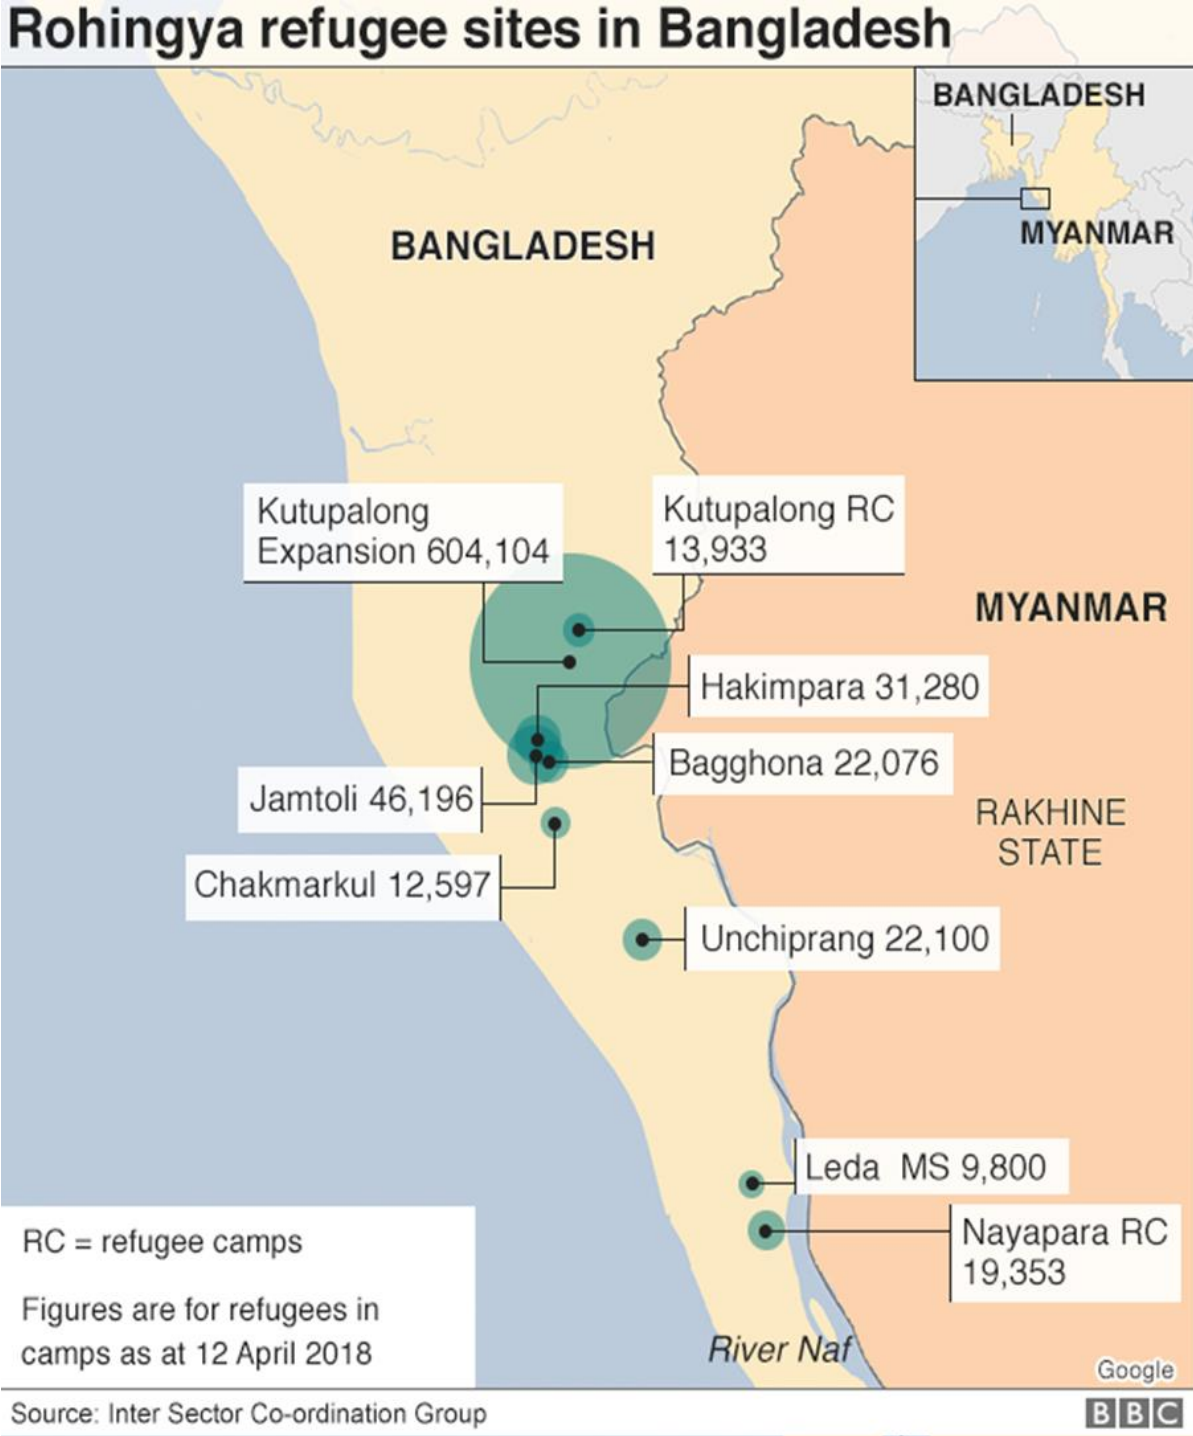 Rohingya refugee sites in Bangladesh
BANGLADESH
MYANMAR
BANGLADESH
Kutupalong
Expansion 604,104
Kutupalong RC
13,933
MYANMAR
Hakimpara 31,280
Bagghona 22,076
Jamtoli 46,196
RAKHINE
STATE
Chakmarkul 12,597
Unchiprang 22,100
Leda MS 9,800
Nayapara RC
19,353
RC = refugee camps
Figures are for refugees in
camps as at 12 April 2018
River Naf
Google
Source: Inter Sector Co-ordination Group
BBC